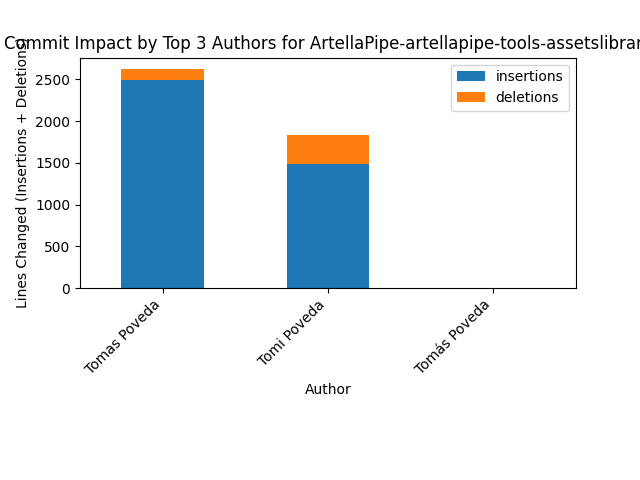 Commit Impact by Top 3 Authors for ArtellaPipe-artellapipe-tools-assetslibrar
Lines Changed (Insertions + Deletions)
2500
2000
1500
1000
500
0
insertions
deletions
Tomas Poveda
Tomi Poveda
Tomás Poveda
Author